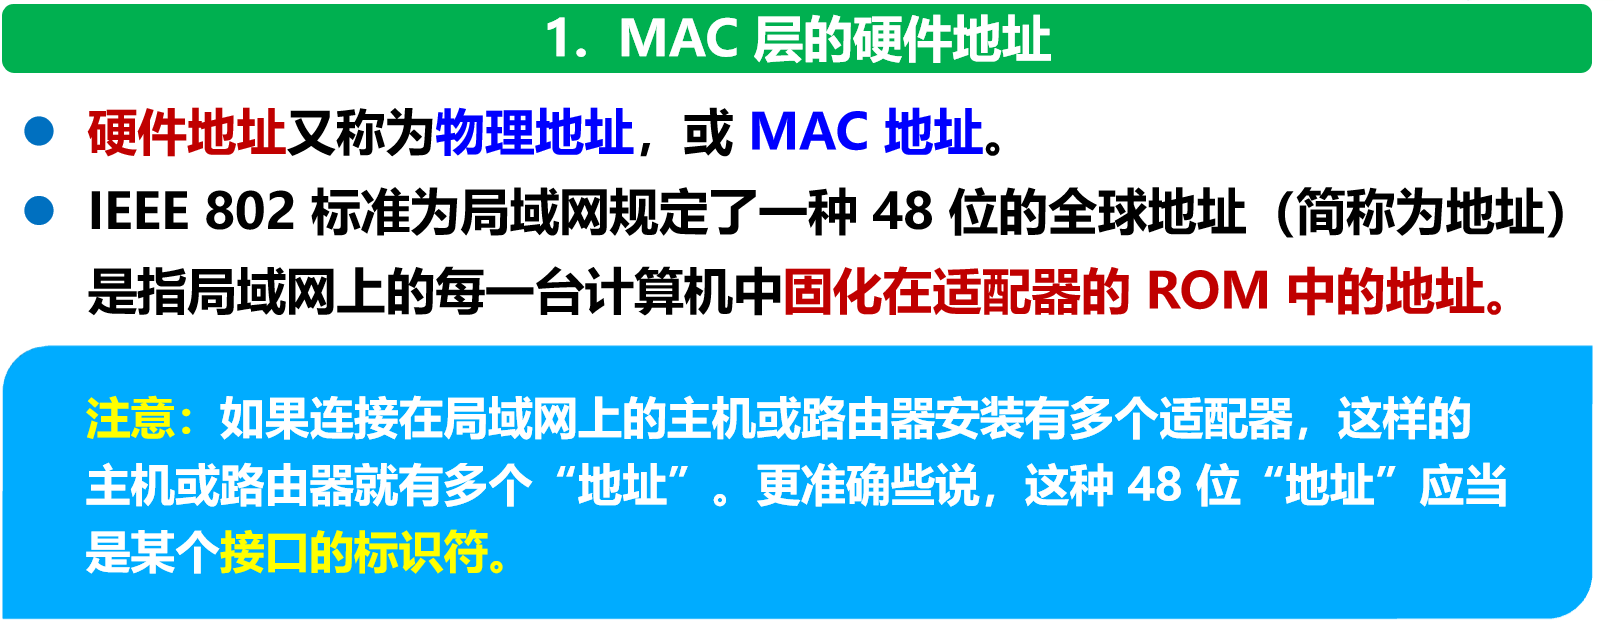 1. MAC 层的硬件地址
硬件地址又称为物理地址，或 MAC 地址。
IEEE 802 标准为局域网规定了一种 48 位的全球地址（简称为地址）
是指局域网上的每一台计算机中固化在适配器的 ROM 中的地址。
注意：如果连接在局域网上的主机或路由器安装有多个适配器，这样的
主机或路由器就有多个“地址”。更准确些说，这种 48 位“地址”应当
是某个接口的标识符。